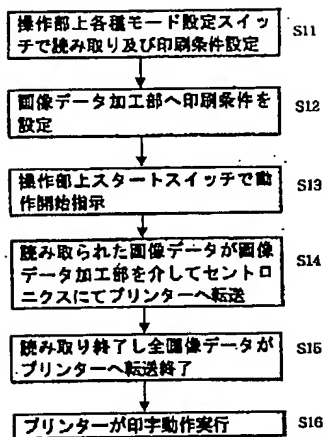 操作部上各種モード設定スイッ
チで読み取り及び印刷条件設定
S11
画像データ加工部へ印刷条件を
設定
S12
操作部上スタートスイッチで動
作開始指示
S13
読み取られた画像データが画像
データ加工部を介してセントロ
ニクスにてプリンターへ転送
S14
読み取り終了し全画像データが
プリンターへ転送終了
S15
プリンターが印字動作実行
S16